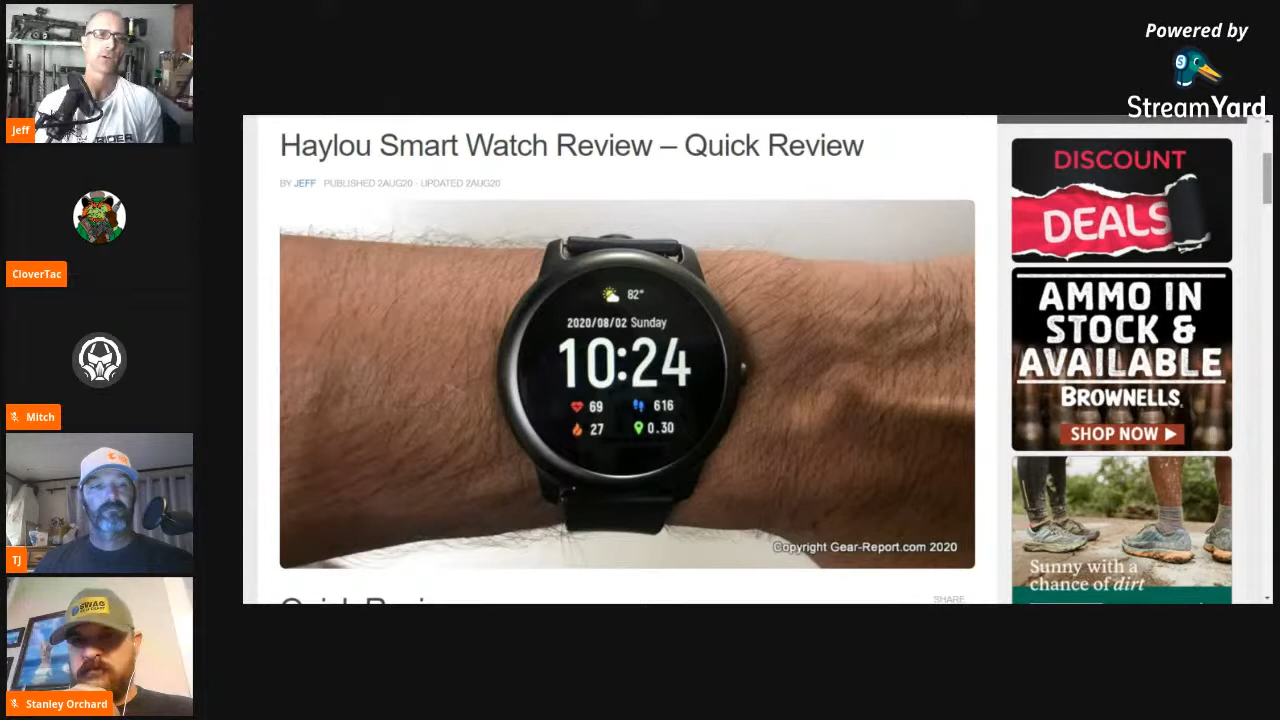 Powered by
StreamYard
Jeff
CloverTac
Mitch
TJ
Stanley Orchard
SWAG
Haylou Smart Watch Review – Quick Review
BY JEFF PUBLISHED 2AUG20 · UPDATED 2AUG20
82°
2020/08/02 Sunday
10:24
69 616
27 0.30
Copyright Gear-Report.com 2020
SHARE
DISCOUNT
DEALS
AMMO IN
STOCK &
AVAILABLE
BROWNELLS
SHOP NOW
Sunny with a
chance of dirt